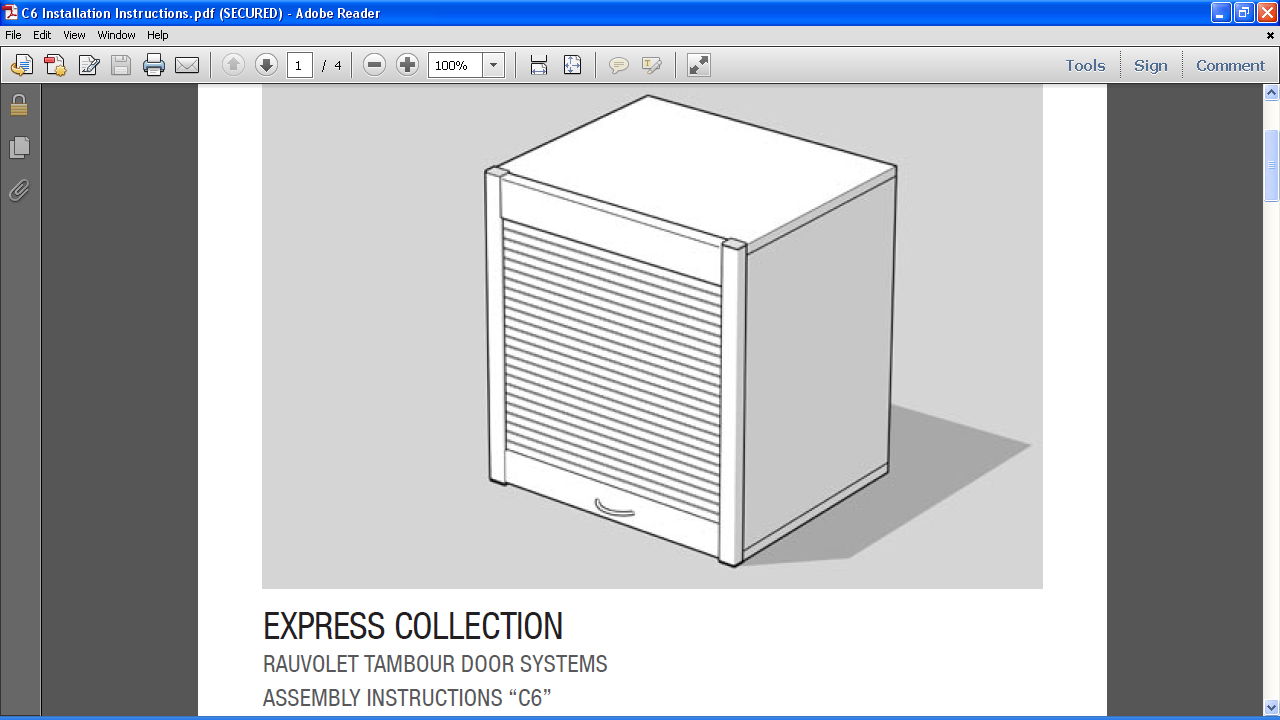 C6 Installation Instructions.pdf (SECURED) - Adobe Reader
File Edit View Window Help
1 / 4 100% Tools Sign Comment
EXPRESS COLLECTION
RAUVOLET TAMBOUR DOOR SYSTEMS
ASSEMBLY INSTRUCTIONS “C6”